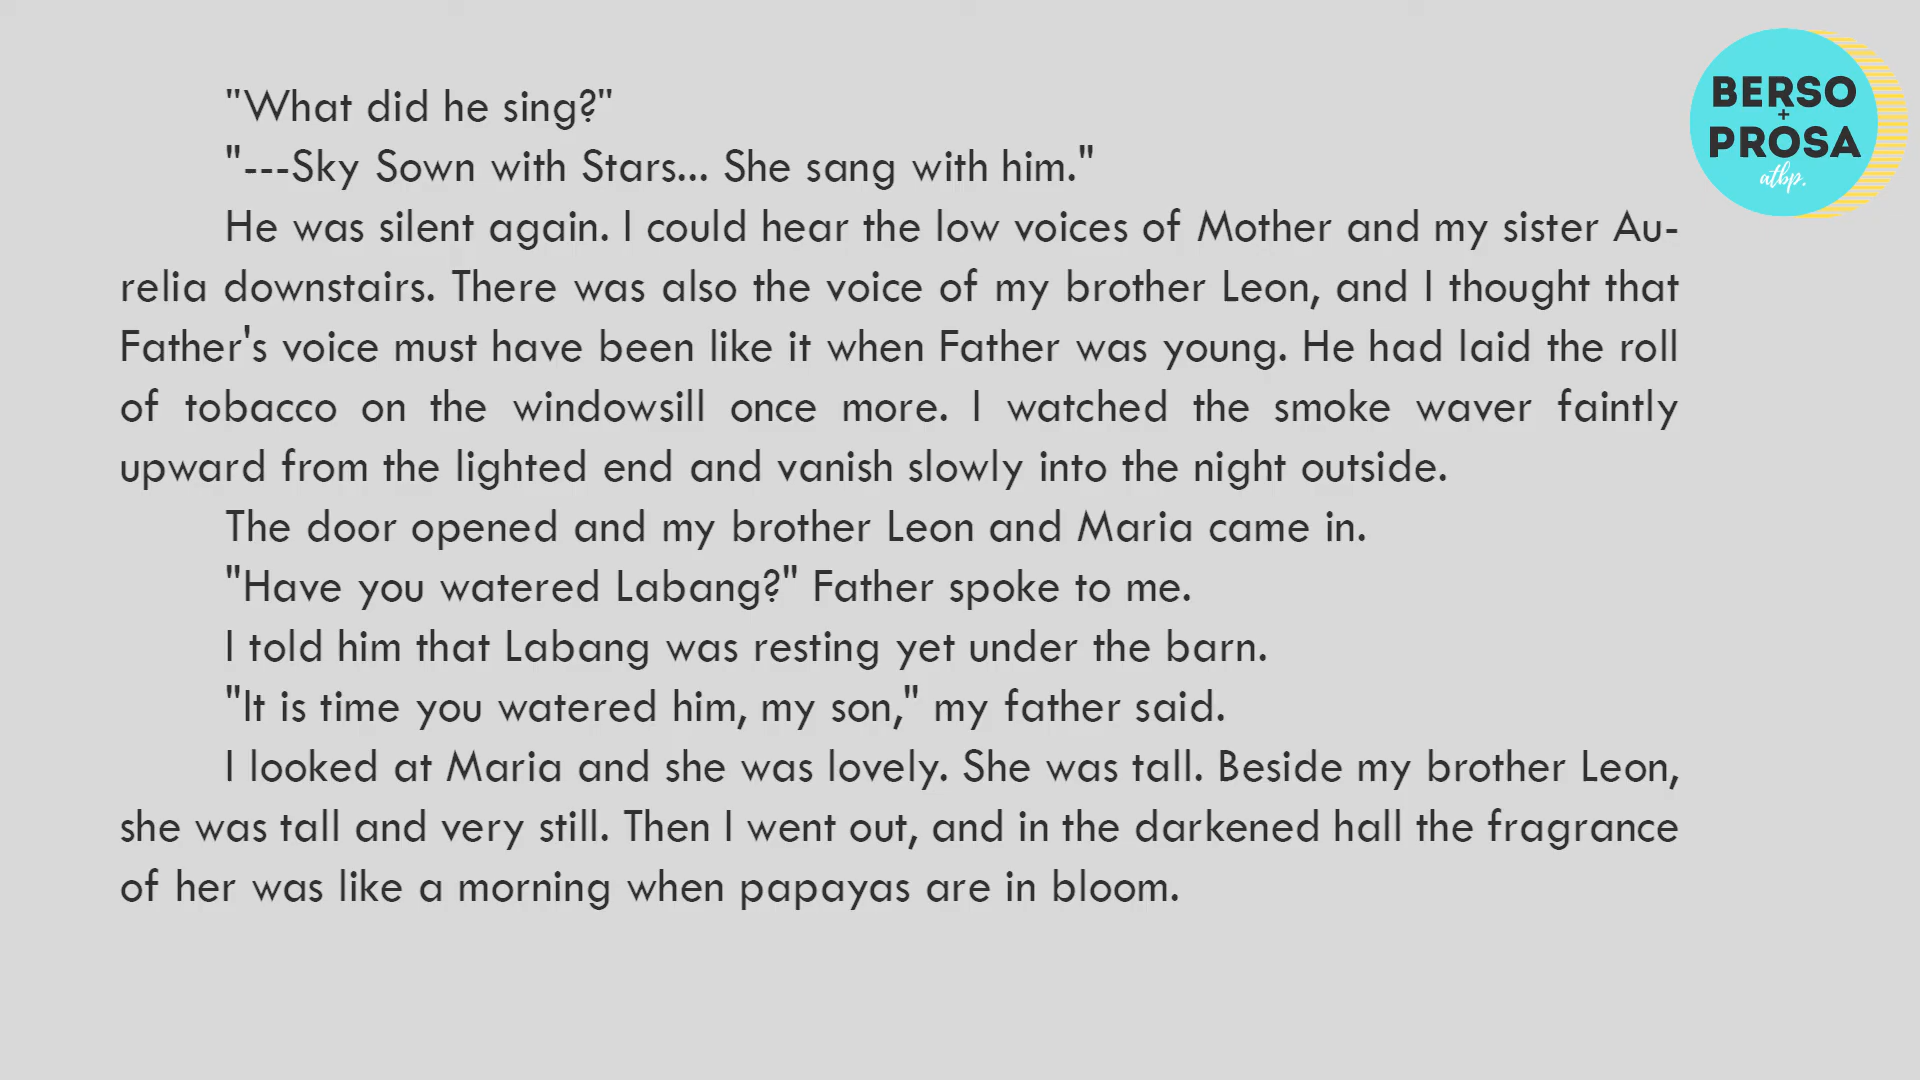 "What did he sing?"
"---Sky Sown with Stars... She sang with him."
He was silent again. I could hear the low voices of Mother and my sister Au-
relia downstairs. There was also the voice of my brother Leon, and I thought that
Father's voice must have been like it when Father was young. He had laid the roll
of tobacco on the windowsill once more. I watched the smoke waver faintly
upward from the lighted end and vanish slowly into the night outside.
The door opened and my brother Leon and Maria came in.
"Have you watered Labang?" Father spoke to me.
I told him that Labang was resting yet under the barn.
"It is time you watered him, my son," my father said.
I looked at Maria and she was lovely. She was tall. Beside my brother Leon,
she was tall and very still. Then I went out, and in the darkened hall the fragrance
of her was like a morning when papayas are in bloom.
BERSO
+
PROSA
atbp.